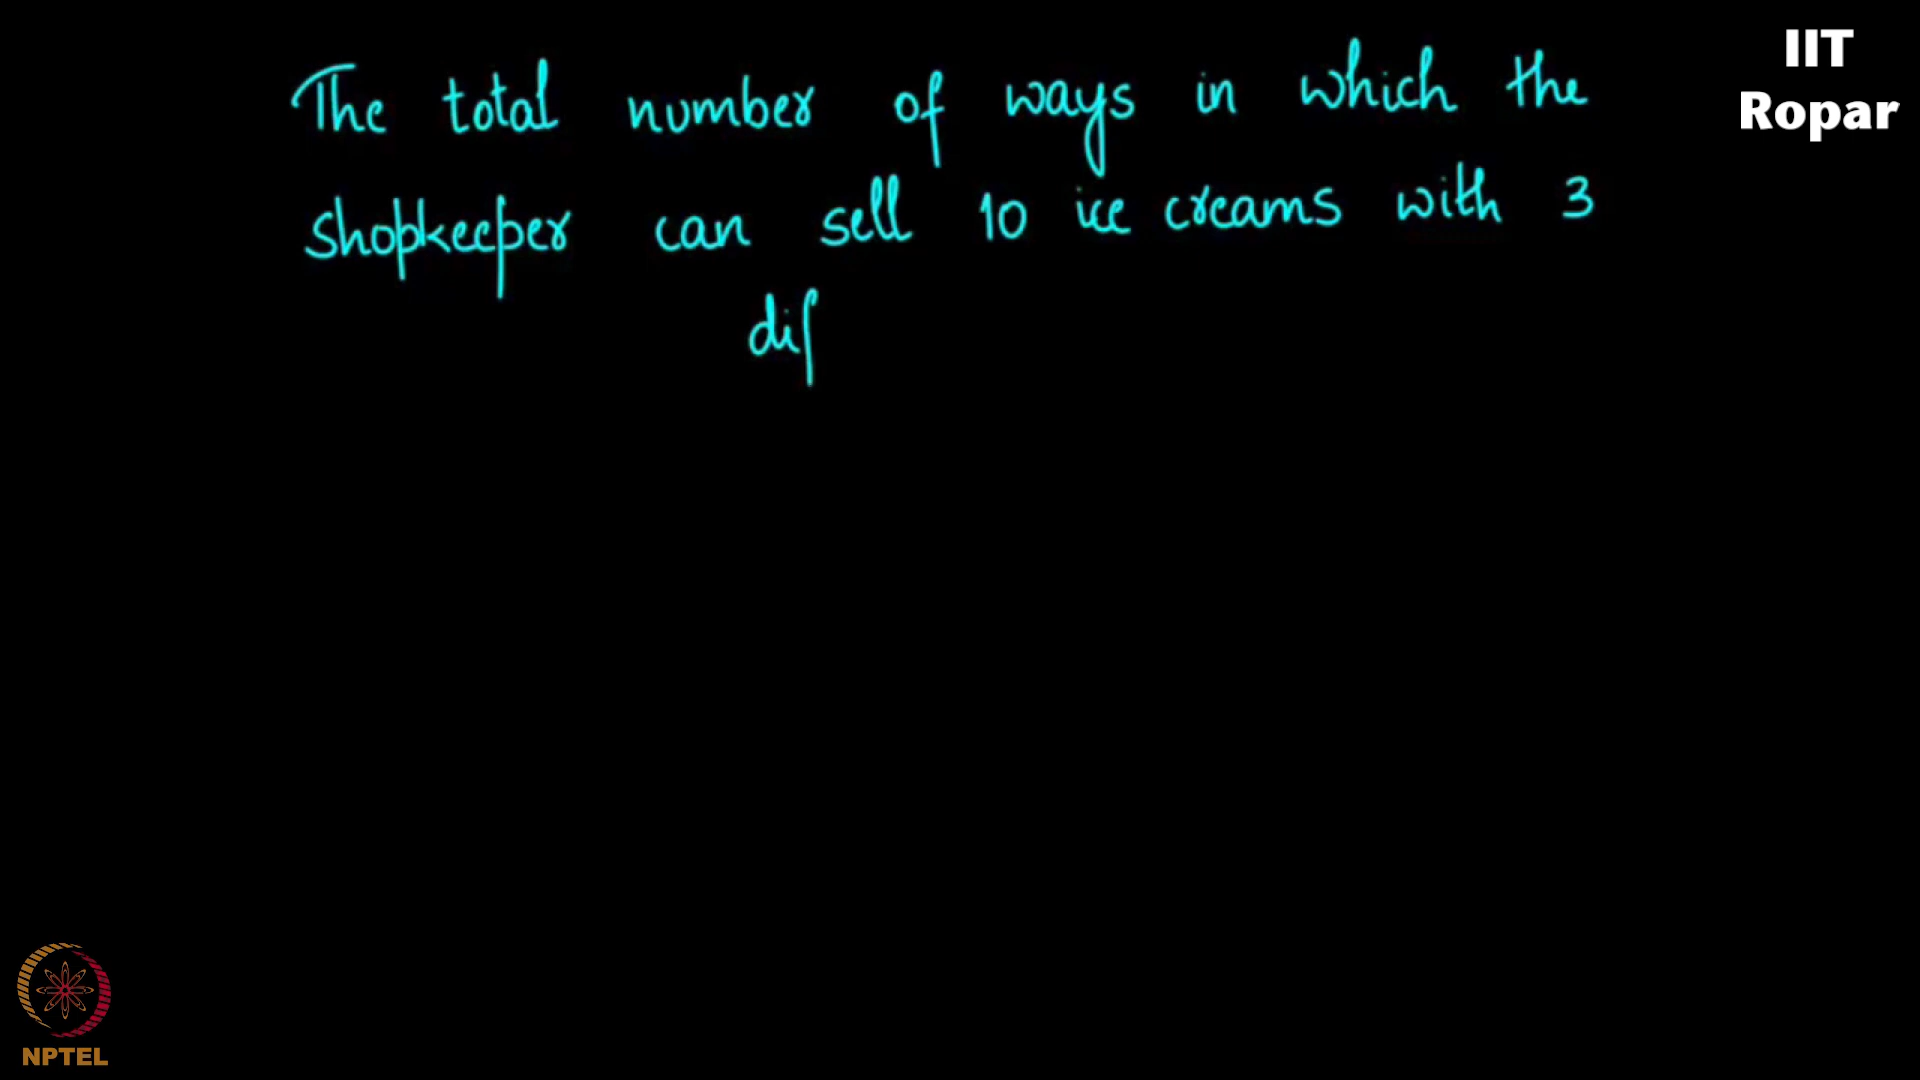 The total number of ways in which the
shopkeeper can sell 10 ice creams with 3
dif
IIT
Ropar
NPTEL